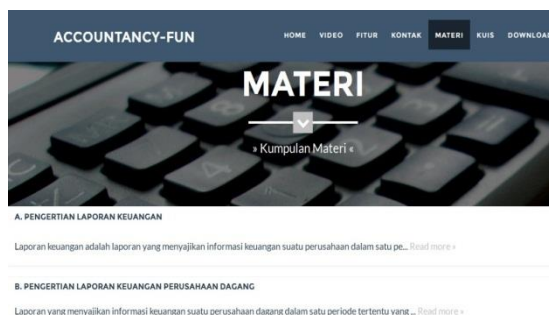 ACCOUNTANCY-FUN
HOME VIDEO FITUR KONTAK MATERI KUIS DOWNLOAD
MATERI
» Kumpulan Materi «
A. PENGERTIAN LAPORAN KEUANGAN
Laporan keuangan adalah laporan yang menyajikan informasi keuangan suatu perusahaan dalam satu pe... Read more »
B. PENGERTIAN LAPORAN KEUANGAN PERUSAHAAN DAGANG
Laporan yang menyajikan informasi keuangan suatu perusahaan dagang dalam satu periode tertentu yang ... Read more »